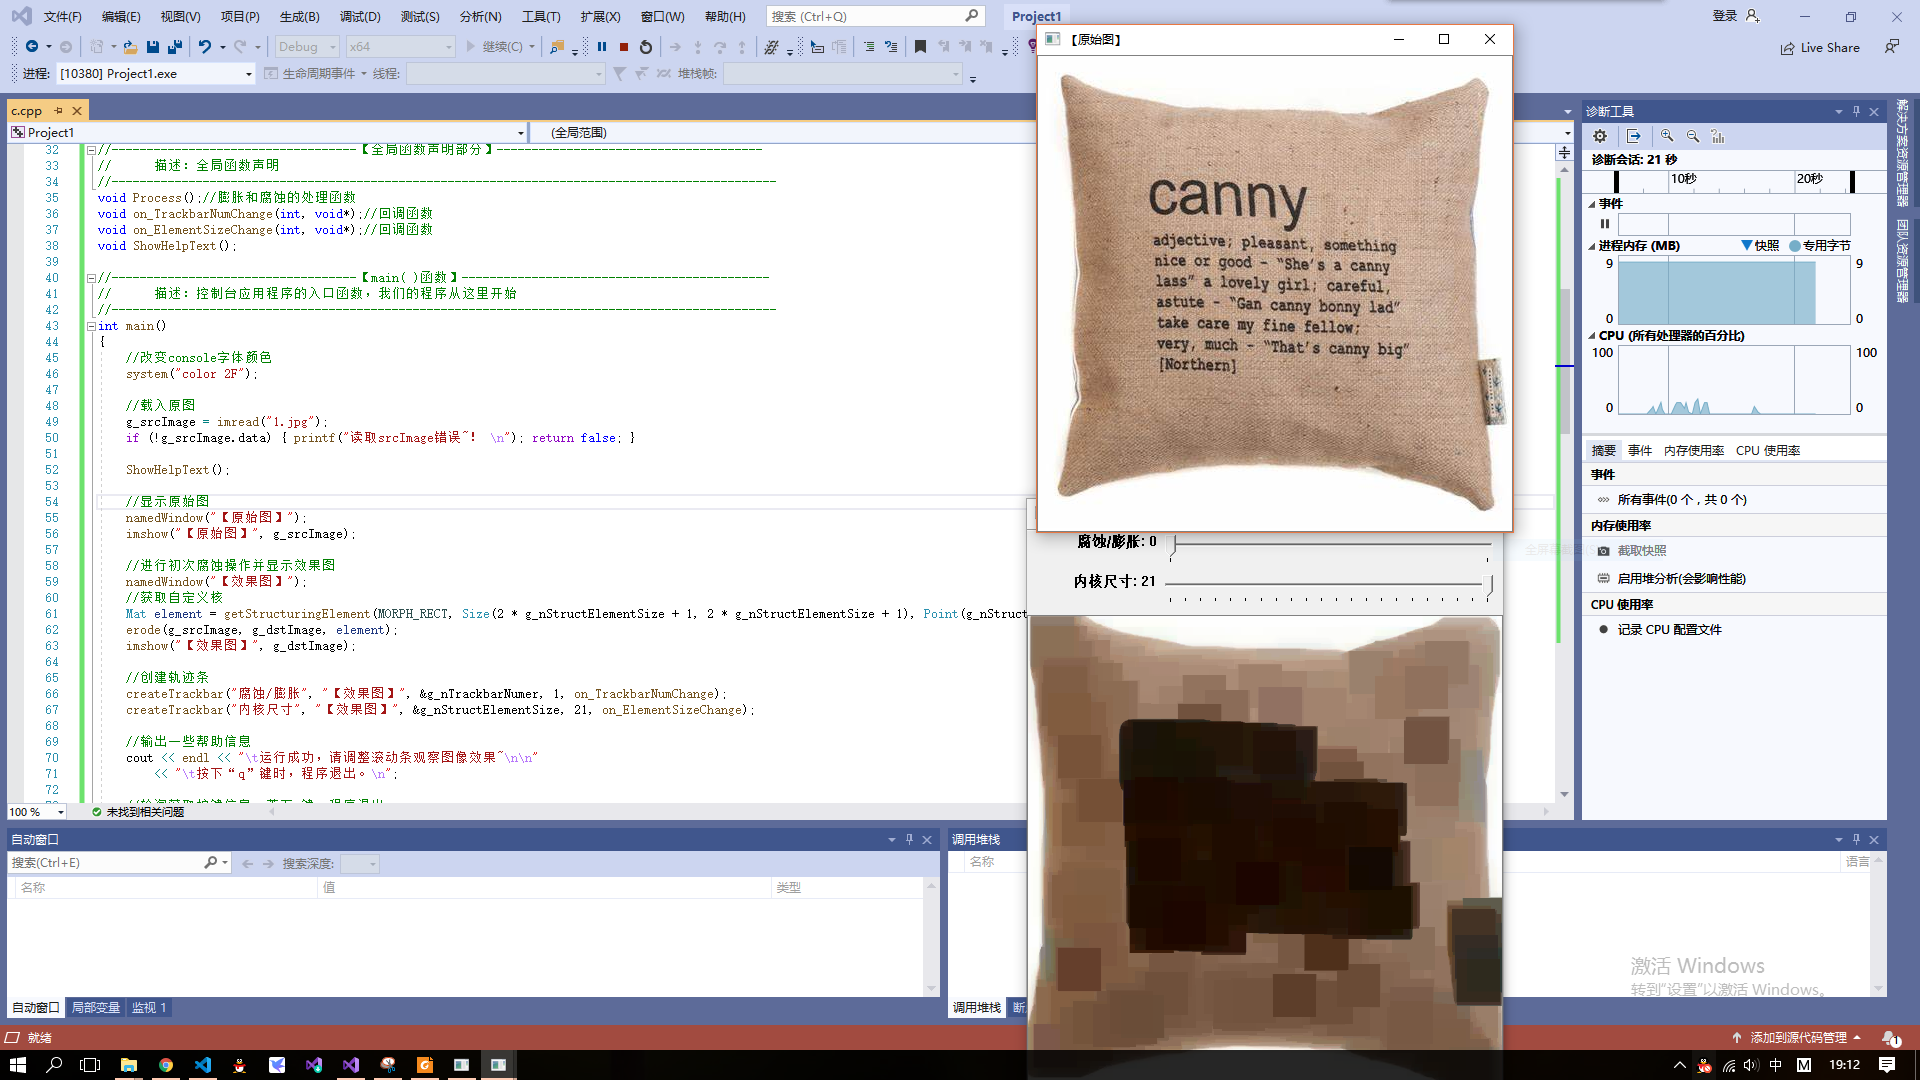 文件(F) 编辑(E) 视图(V) 项目(P) 生成(B) 调试(D) 测试(S) 分析(N) 工具(T) 扩展(X) 窗口(W) 帮助(H) 搜索 (Ctrl+Q) Project1 登录
Debug x64 继续(C) Live Share
进程: [10380] Project1.exe 生命周期事件 线程: 堆栈帧:
c.cpp
Project1 (全局范围)
32 //-----------------------------------【全局函数声明部分】--------------------------------------
33 // 描述：全局函数声明
34 //-----------------------------------------------------------------------------------------------
35 void Process();//膨胀和腐蚀的处理函数
36 void on_TrackbarNumChange(int, void*);//回调函数
37 void on_ElementSizeChange(int, void*);//回调函数
38 void ShowHelpText();
39
40 //-----------------------------------【main( )函数】--------------------------------------------
41 // 描述：控制台应用程序的入口函数，我们的程序从这里开始
42 //-----------------------------------------------------------------------------------------------
43 int main()
44 {
45 //改变console字体颜色
46 system("color 2F");
47
48 //载入原图
49 g_srcImage = imread("1.jpg");
50 if (!g_srcImage.data) { printf("读取srcImage错误~！ \n"); return false; }
51
52 ShowHelpText();
53
54 //显示原始图
55 namedWindow("【原始图】");
56 imshow("【原始图】", g_srcImage);
57
58 //进行初次腐蚀操作并显示效果图
59 namedWindow("【效果图】");
60 //获取自定义核
61 Mat element = getStructuringElement(MORPH_RECT, Size(2 * g_nStructElementSize + 1, 2 * g_nStructElementSize + 1), Point(g_nStruct
62 erode(g_srcImage, g_dstImage, element);
63 imshow("【效果图】", g_dstImage);
64
65 //创建轨迹条
66 createTrackbar("腐蚀/膨胀", "【效果图】", &g_nTrackbarNumer, 1, on_TrackbarNumChange);
67 createTrackbar("内核尺寸", "【效果图】", &g_nStructElementSize, 21, on_ElementSizeChange);
68
69 //输出一些帮助信息
70 cout << endl << "\t运行成功，请调整滚动条观察图像效果~\n\n"
71 << "\t按下“q”键时，程序退出。\n";
72
100 % 未找到相关问题
【原始图】
canny
adjective; pleasant, something
nice or good - “She's a canny
lass” a lovely girl; careful,
astute - “Gan canny bonny lad”
take care my fine fellow;
very, much - “That's canny big”
[Northern]
腐蚀/膨胀: 0
内核尺寸: 21
诊断工具
诊断会话: 21 秒
10秒 20秒
事件
进程内存 (MB) 快照 专用字节
9 9
0 0
CPU (所有处理器的百分比)
100 100
0 0
摘要 事件 内存使用率 CPU 使用率
事件
所有事件(0 个，共 0 个)
内存使用率
截取快照
启用堆分析(会影响性能)
CPU 使用率
记录 CPU 配置文件
解决方案资源管理器
团队资源管理器
自动窗口
搜索(Ctrl+E) 搜索深度:
名称 值 类型
自动窗口 局部变量 监视 1
调用堆栈
名称 语言
调用堆栈
激活 Windows
转到“设置”以激活 Windows。
就绪 添加到源代码管理 1
中 M 19:12